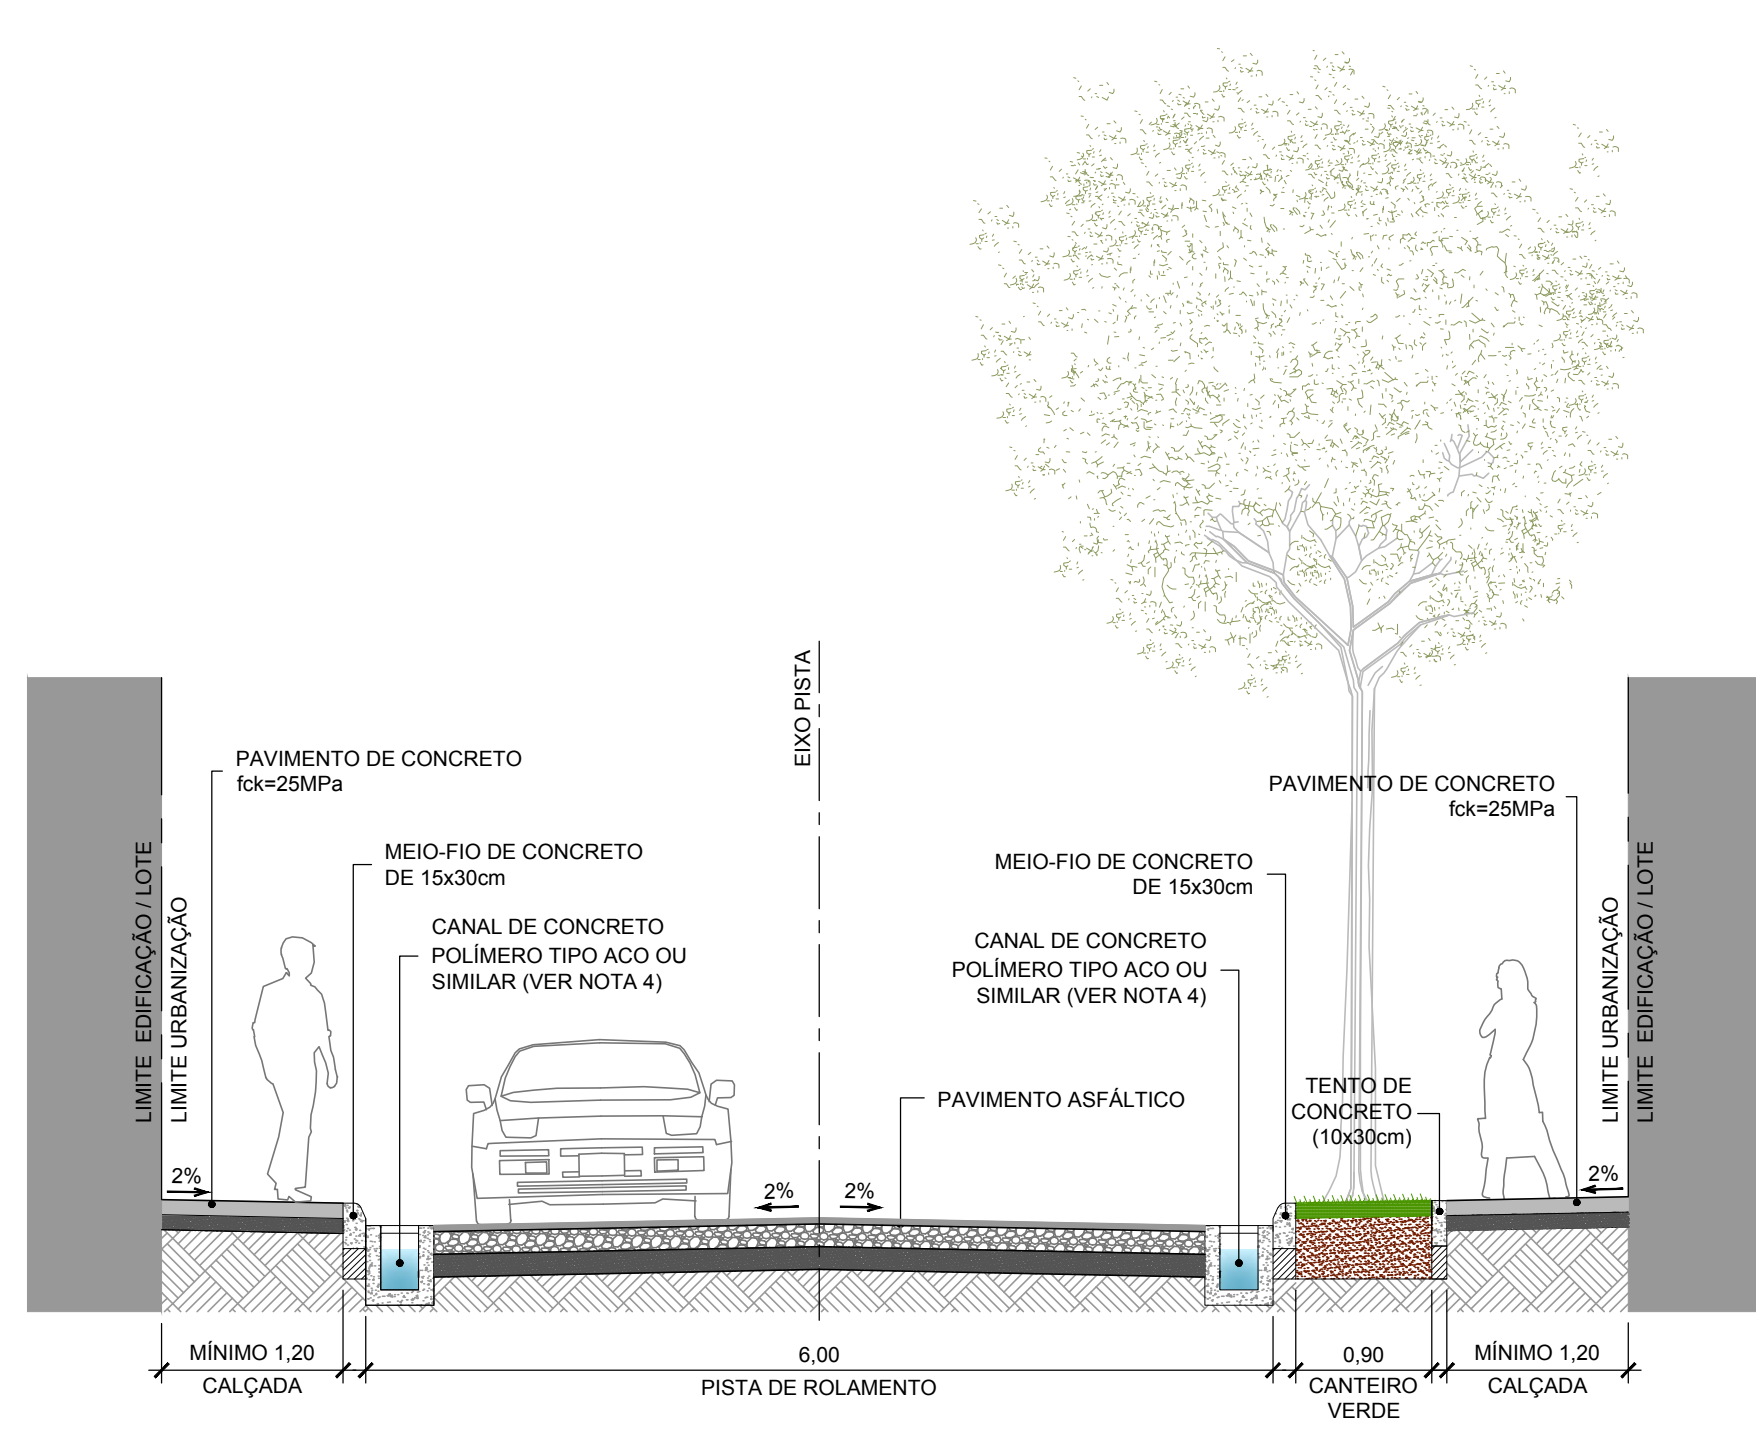 EIXO PISTA
PAVIMENTO DE CONCRETO
fck=25MPa
PAVIMENTO DE CONCRETO
fck=25MPa
MEIO-FIO DE CONCRETO
DE 15x30cm
MEIO-FIO DE CONCRETO
DE 15x30cm
CANAL DE CONCRETO
POLÍMERO TIPO ACO OU
SIMILAR (VER NOTA 4)
CANAL DE CONCRETO
POLÍMERO TIPO ACO OU
SIMILAR (VER NOTA 4)
LIMITE EDIFICAÇÃO / LOTE
LIMITE URBANIZAÇÃO
LIMITE URBANIZAÇÃO
LIMITE EDIFICAÇÃO / LOTE
PAVIMENTO ASFÁLTICO
TENTO DE
CONCRETO
(10x30cm)
2%
2%
2%
2%
MÍNIMO 1,20
CALÇADA
6,00
PISTA DE ROLAMENTO
0,90
CANTEIRO
VERDE
MÍNIMO 1,20
CALÇADA